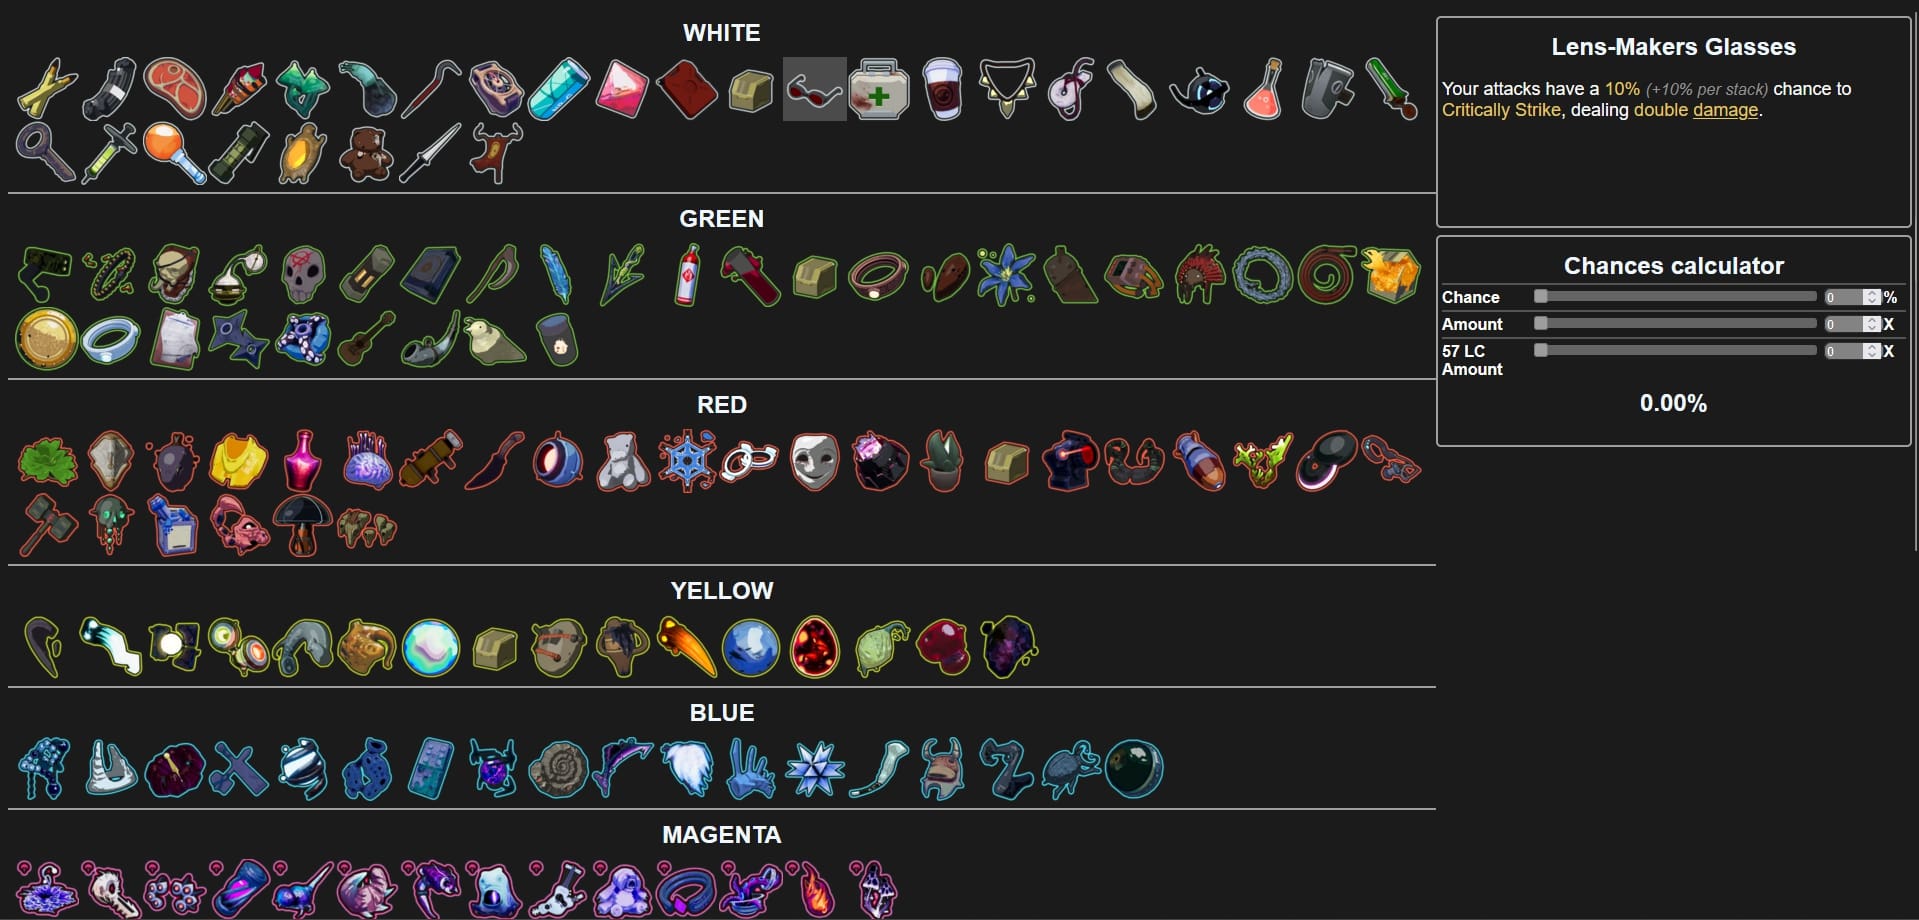 WHITE
Lens-Makers Glasses
Your attacks have a 10% (+10% per stack) chance to
Critically Strike, dealing double damage.
GREEN
Chances calculator
Chance 0 %
Amount 0 X
57 LC
Amount 0 X
0.00%
RED
YELLOW
BLUE
MAGENTA